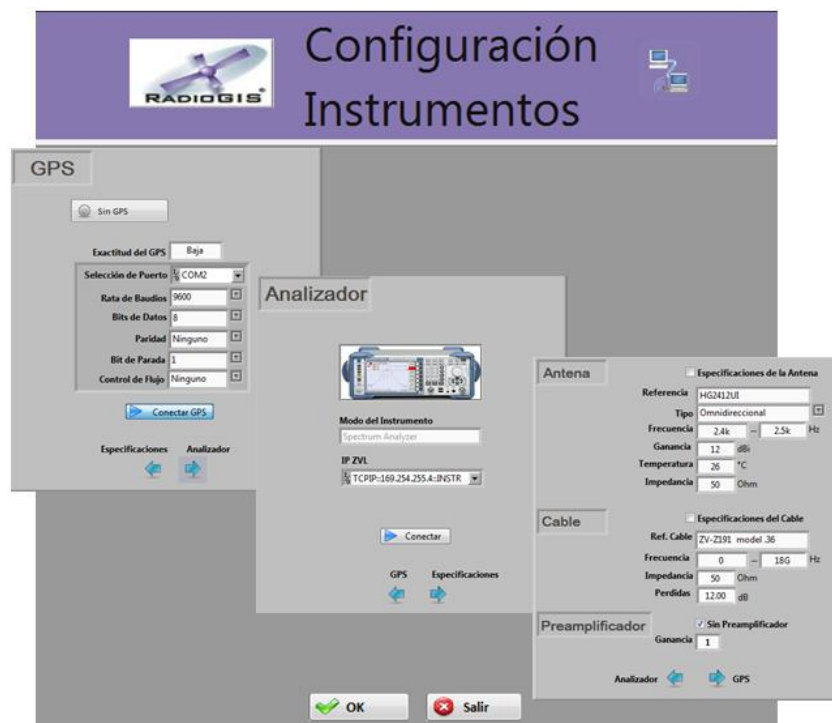 RADIOGIS®
Configuración
Instrumentos
GPS
Sin GPS
Exactitud del GPS Baja
Selección de Puerto COM2
Rata de Baudios 9600
Bits de Datos 8
Paridad Ninguno
Bit de Parada 1
Control de Flujo Ninguno
Conectar GPS
Especificaciones Analizador
Analizador
Modo del Instrumento
Spectrum Analyzer
IP ZVL
TCPIP::169.254.255.4::INSTR
Conectar
GPS Especificaciones
Antena Especificaciones de la Antena
Referencia HG2412UI
Tipo Omnidireccional
Frecuencia 2.4k – 2.5k Hz
Ganancia 12 dBi
Temperatura 26 °C
Impedancia 50 Ohm
Cable Especificaciones del Cable
Ref. Cable ZV-Z191 model .36
Frecuencia 0 – 18G Hz
Impedancia 50 Ohm
Perdidas 12.00 dB
Preamplificador Sin Preamplificador
Ganancia 1
Analizador GPS
OK Salir